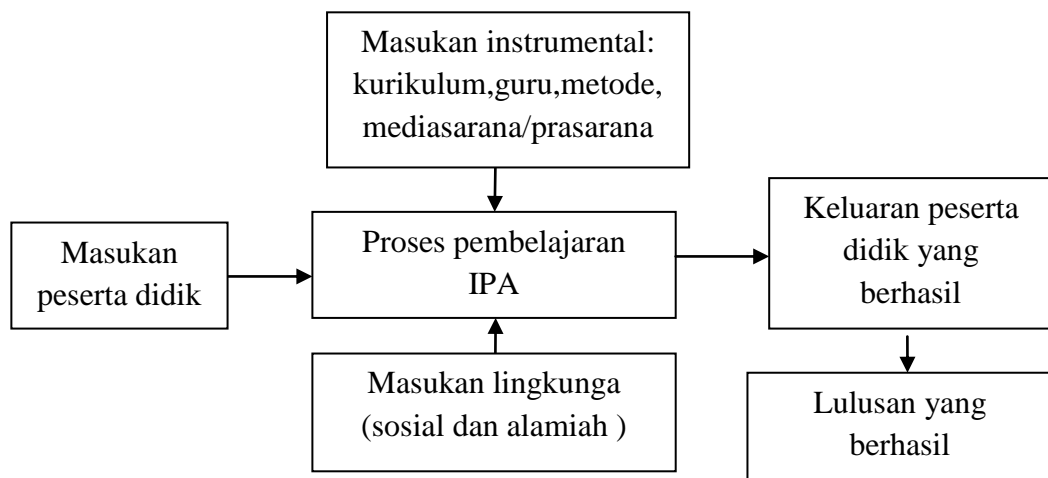 Masukan instrumental:
kurikulum,guru,metode,
mediasarana/prasarana
Masukan
peserta didik
Proses pembelajaran
IPA
Keluaran peserta
didik yang
berhasil
Masukan lingkunga
(sosial dan alamiah )
Lulusan yang
berhasil